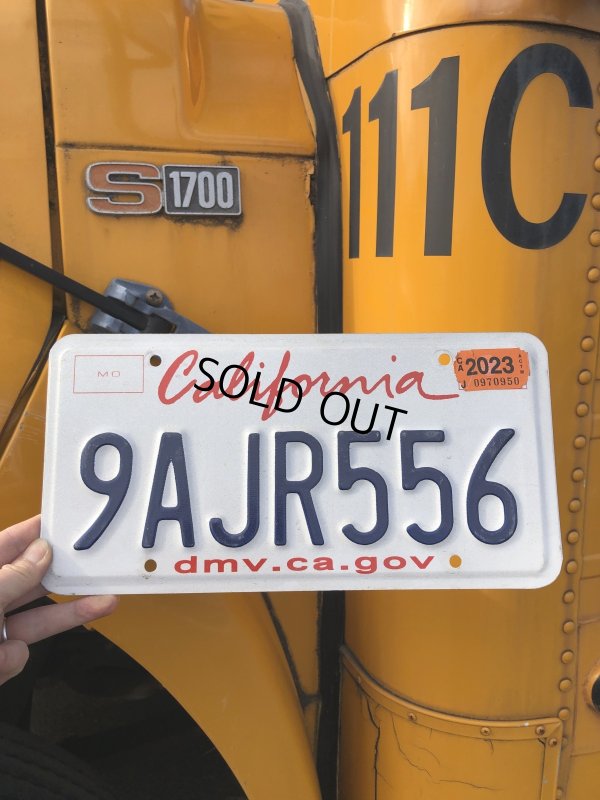 111C
S 1700
MO
California
CA 2023
J 0970950
SOLD OUT
9AJR556
dmv.ca.gov